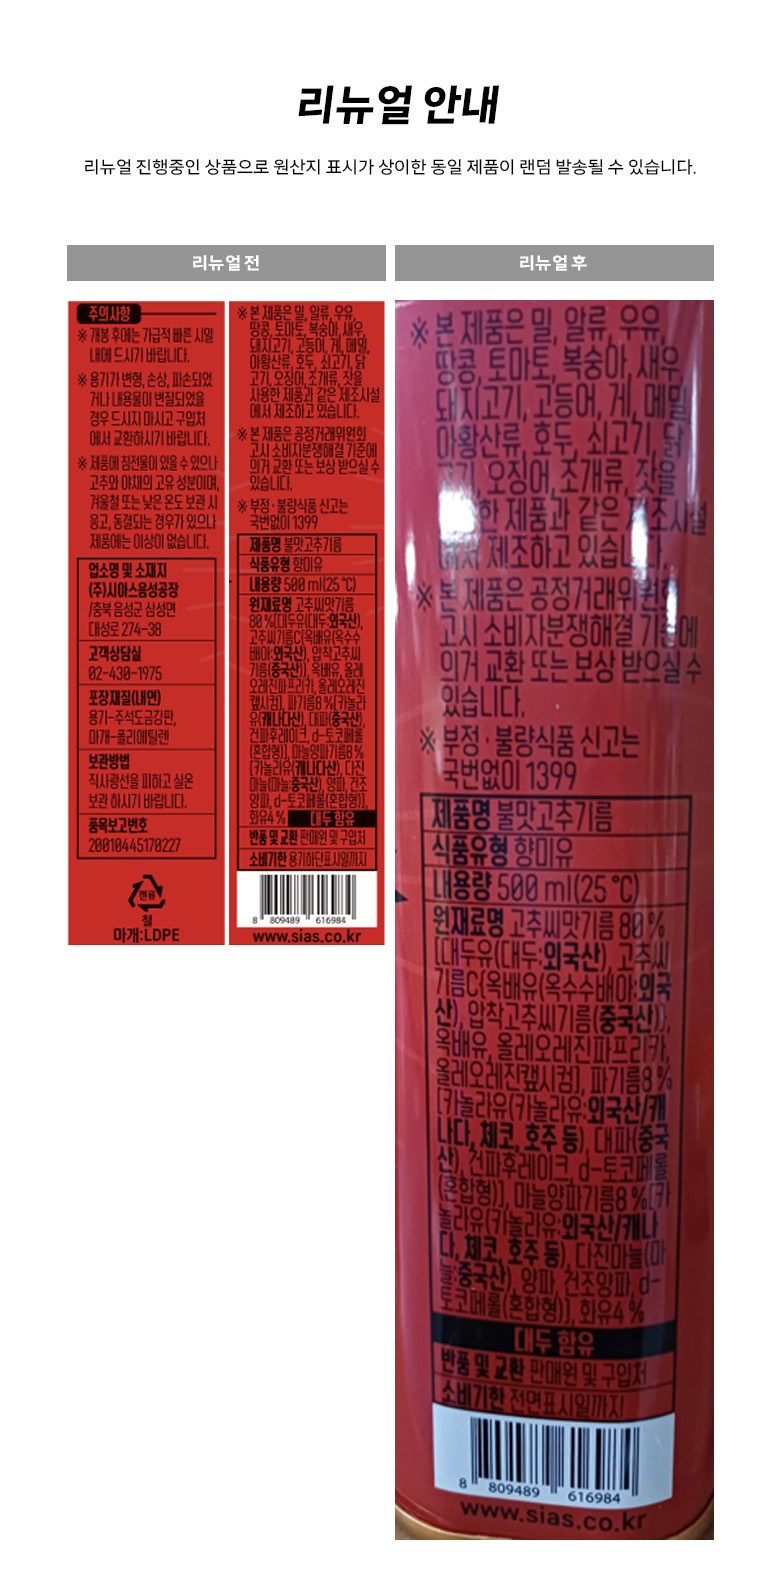 리뉴얼 안내
리뉴얼 진행중인 상품으로 원산지 표시가 상이한 동일 제품이 랜덤 발송될 수 있습니다.
리뉴얼 전
주의사항
※ 개봉 후에는 가급적 빠른 시일
내에 드시기 바랍니다.
※ 용기가 변형, 손상, 파손되었
거나 내용물이 변질되었을
경우 드시지 마시고 구입처
에서 교환하시기 바랍니다.
※ 제품에 침전물이 있을 수 있으나
고추와 야채의 고유 성분이며,
겨울철 또는 낮은 온도 보관 시
응고, 동결되는 경우가 있으나
제품에는 이상이 없습니다.
업소명 및 소재지
(주)시아스음성공장
/충북 음성군 삼성면
대성로 274-38
고객상담실
02-430-1975
포장재질(내면)
용기-주석도금강판,
마개-폴리에틸렌
보관방법
직사광선을 피하고 실온
보관 하시기 바랍니다.
품목보고번호
20010445170227
캔류
철
마개:LDPE
※ 본 제품은 밀, 알류, 우유,
땅콩, 토마토, 복숭아, 새우,
돼지고기, 고등어, 게, 메밀,
아황산류, 호두, 쇠고기, 닭
고기, 오징어, 조개류, 잣을
사용한 제품과 같은 제조시설
에서 제조하고 있습니다.
※ 본 제품은 공정거래위원회
고시 소비자분쟁해결 기준에
의거 교환 또는 보상 받으실 수
있습니다.
※ 부정·불량식품 신고는
국번없이 1399
제품명 불맛고추기름
식품유형 향미유
내용량 500 ml(25 ℃)
원재료명 고추씨맛기름
80 %[대두유(대두:외국산),
고추씨기름C{옥배유(옥수수
배아:외국산), 압착고추씨
기름(중국산)}, 옥배유, 올레
오레진파프리카, 올레오레진
캪시컴], 파기름8 %[카놀라
유(캐나다산), 대파(중국산),
건파후레이크, d-토코페롤
(혼합형)], 마늘양파기름8 %
[카놀라유(캐나다산), 다진
마늘(마늘:중국산), 양파, 건조
양파, d-토코페롤(혼합형)],
화유4 % 대두 함유
반품 및 교환 판매원 및 구입처
소비기한 용기하단표시일까지
8 809489 616984
www.sias.co.kr
리뉴얼 후
※ 본 제품은 밀, 알류, 우유,
땅콩, 토마토, 복숭아, 새우
돼지고기, 고등어, 게, 메밀,
아황산류, 호두, 쇠고기, 닭
고기, 오징어, 조개류, 잣을
한 제품과 같은 제조시설
에서 제조하고 있습니다.
※ 본 제품은 공정거래위원회
고시 소비자분쟁해결 기준에
의거 교환 또는 보상 받으실 수
있습니다.
※ 부정·불량식품 신고는
국번없이 1399
제품명 불맛고추기름
식품유형 향미유
내용량 500 ml(25 ℃)
원재료명 고추씨맛기름 80 %
[대두유(대두:외국산), 고추씨
기름C{옥배유(옥수수배아:외국
산), 압착고추씨기름(중국산)},
옥배유, 올레오레진파프리카,
올레오레진캪시컴], 파기름8 %
[카놀라유(카놀라유:외국산/캐
나다, 체코, 호주 등), 대파(중국
산), 건파후레이크, d-토코페롤
(혼합형)], 마늘양파기름8 %[카
놀라유(카놀라유:외국산/캐나
다, 체코, 호주 등), 다진마늘(마
늘:중국산), 양파, 건조양파, d-
토코페롤(혼합형)], 화유4 %
대두 함유
반품 및 교환 판매원 및 구입처
소비기한 전면표시일까지
8 809489 616984
www.sias.co.kr